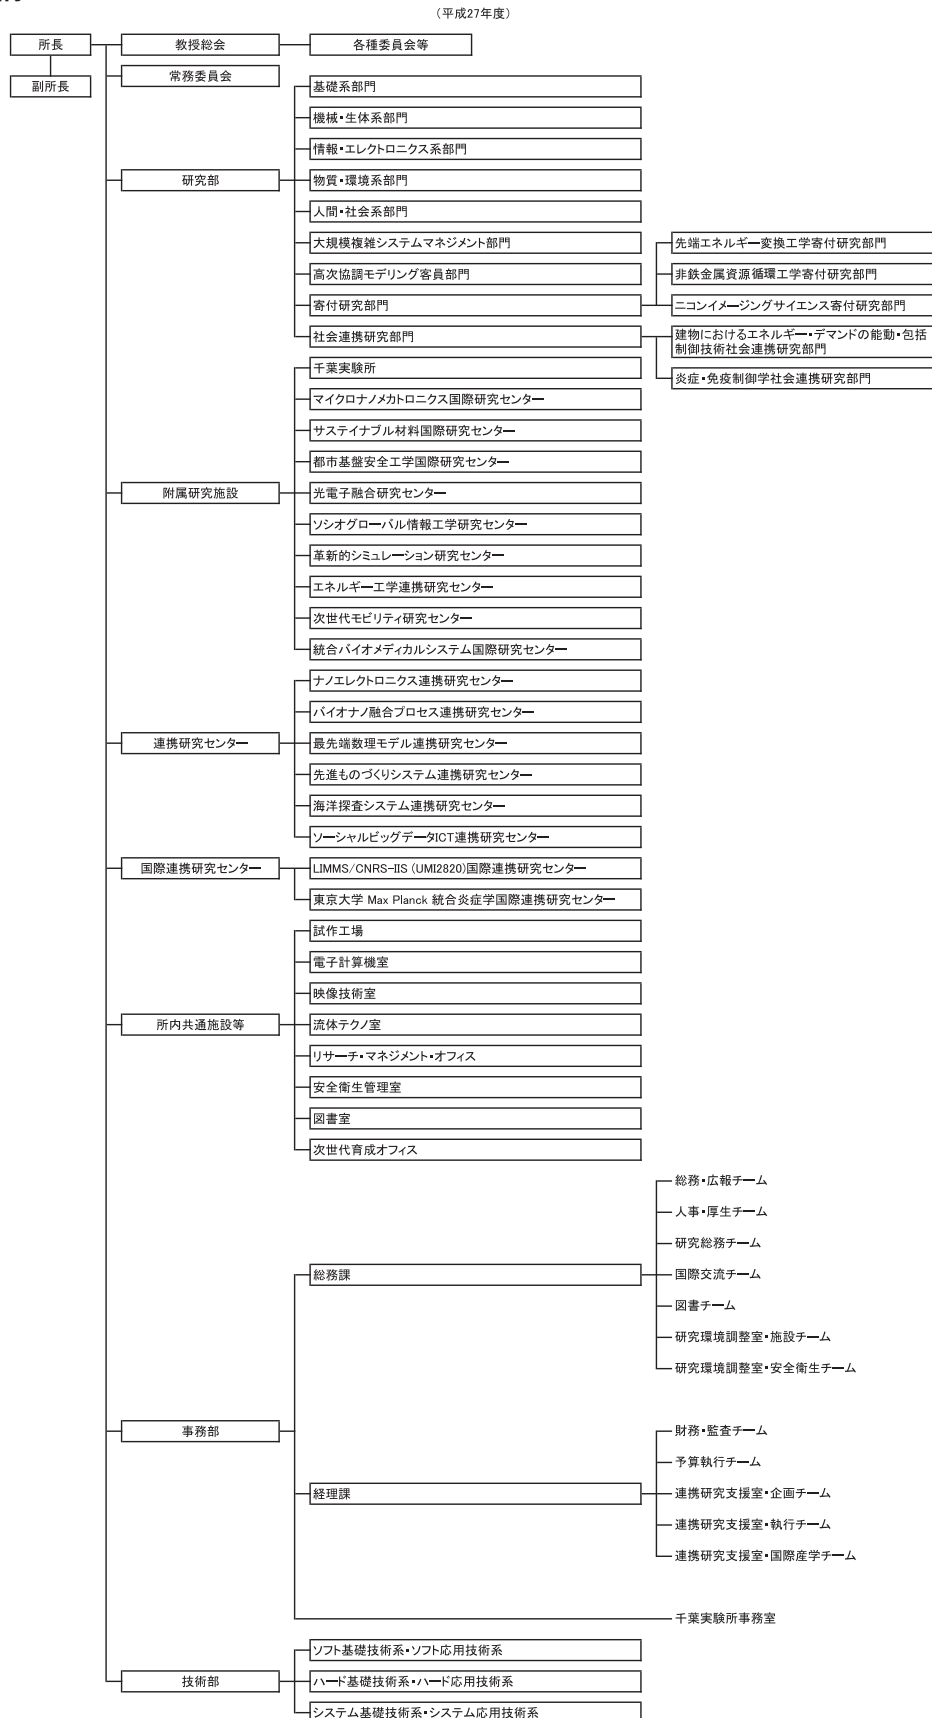 (平成27年度)
所長
教授総会
各種委員会等
副所長
常務委員会
研究部
基礎系部門
機械・生体系部門
情報・エレクトロニクス系部門
物質・環境系部門
人間・社会系部門
大規模複雑システムマネジメント部門
高次協調モデリング客員部門
寄付研究部門
先端エネルギー変換工学寄付研究部門
非鉄金属資源循環工学寄付研究部門
ニコンイメージングサイエンス寄付研究部門
社会連携研究部門
建物におけるエネルギー・デマンドの能動・包括
制御技術社会連携研究部門
炎症・免疫制御学社会連携研究部門
附属研究施設
千葉実験所
マイクロナノメカトロニクス国際研究センター
サステイナブル材料国際研究センター
都市基盤安全工学国際研究センター
光電子融合研究センター
ソシオグローバル情報工学研究センター
革新的シミュレーション研究センター
エネルギー工学連携研究センター
次世代モビリティ研究センター
統合バイオメディカルシステム国際研究センター
連携研究センター
ナノエレクトロニクス連携研究センター
バイオナノ融合プロセス連携研究センター
最先端数理モデル連携研究センター
先進ものづくりシステム連携研究センター
海洋探査システム連携研究センター
ソーシャルビッグデータICT連携研究センター
国際連携研究センター
LIMMS/CNRS-IIS (UMI2820)国際連携研究センター
東京大学 Max Planck 統合炎症学国際連携研究センター
所内共通施設等
試作工場
電子計算機室
映像技術室
流体テクノ室
リサーチ・マネジメント・オフィス
安全衛生管理室
図書室
次世代育成オフィス
事務部
総務課
総務・広報チーム
人事・厚生チーム
研究総務チーム
国際交流チーム
図書チーム
研究環境調整室・施設チーム
研究環境調整室・安全衛生チーム
経理課
財務・監査チーム
予算執行チーム
連携研究支援室・企画チーム
連携研究支援室・執行チーム
連携研究支援室・国際産学チーム
千葉実験所事務室
技術部
ソフト基礎技術系・ソフト応用技術系
ハード基礎技術系・ハード応用技術系
システム基礎技術系・システム応用技術系